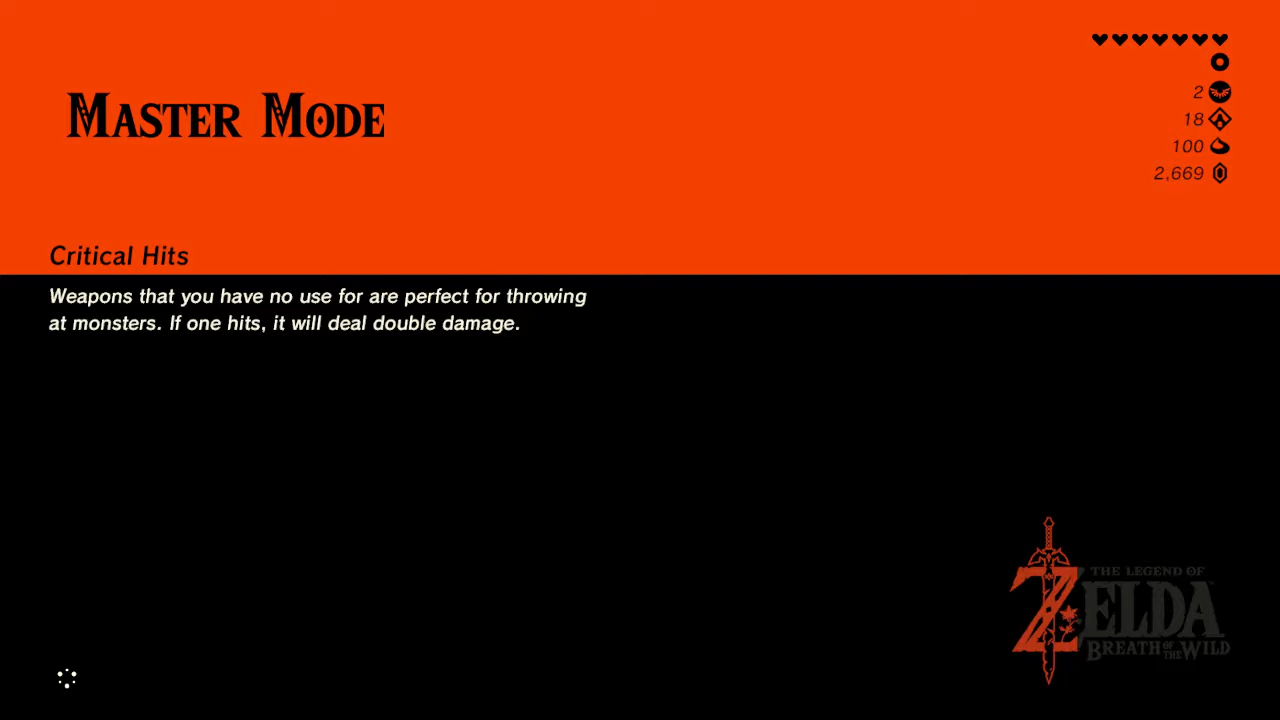 Master Mode
2
18
100
2,669
Critical Hits
Weapons that you have no use for are perfect for throwing
at monsters. If one hits, it will deal double damage.
THE LEGEND OF
ZELDA
BREATH OF THE WILD